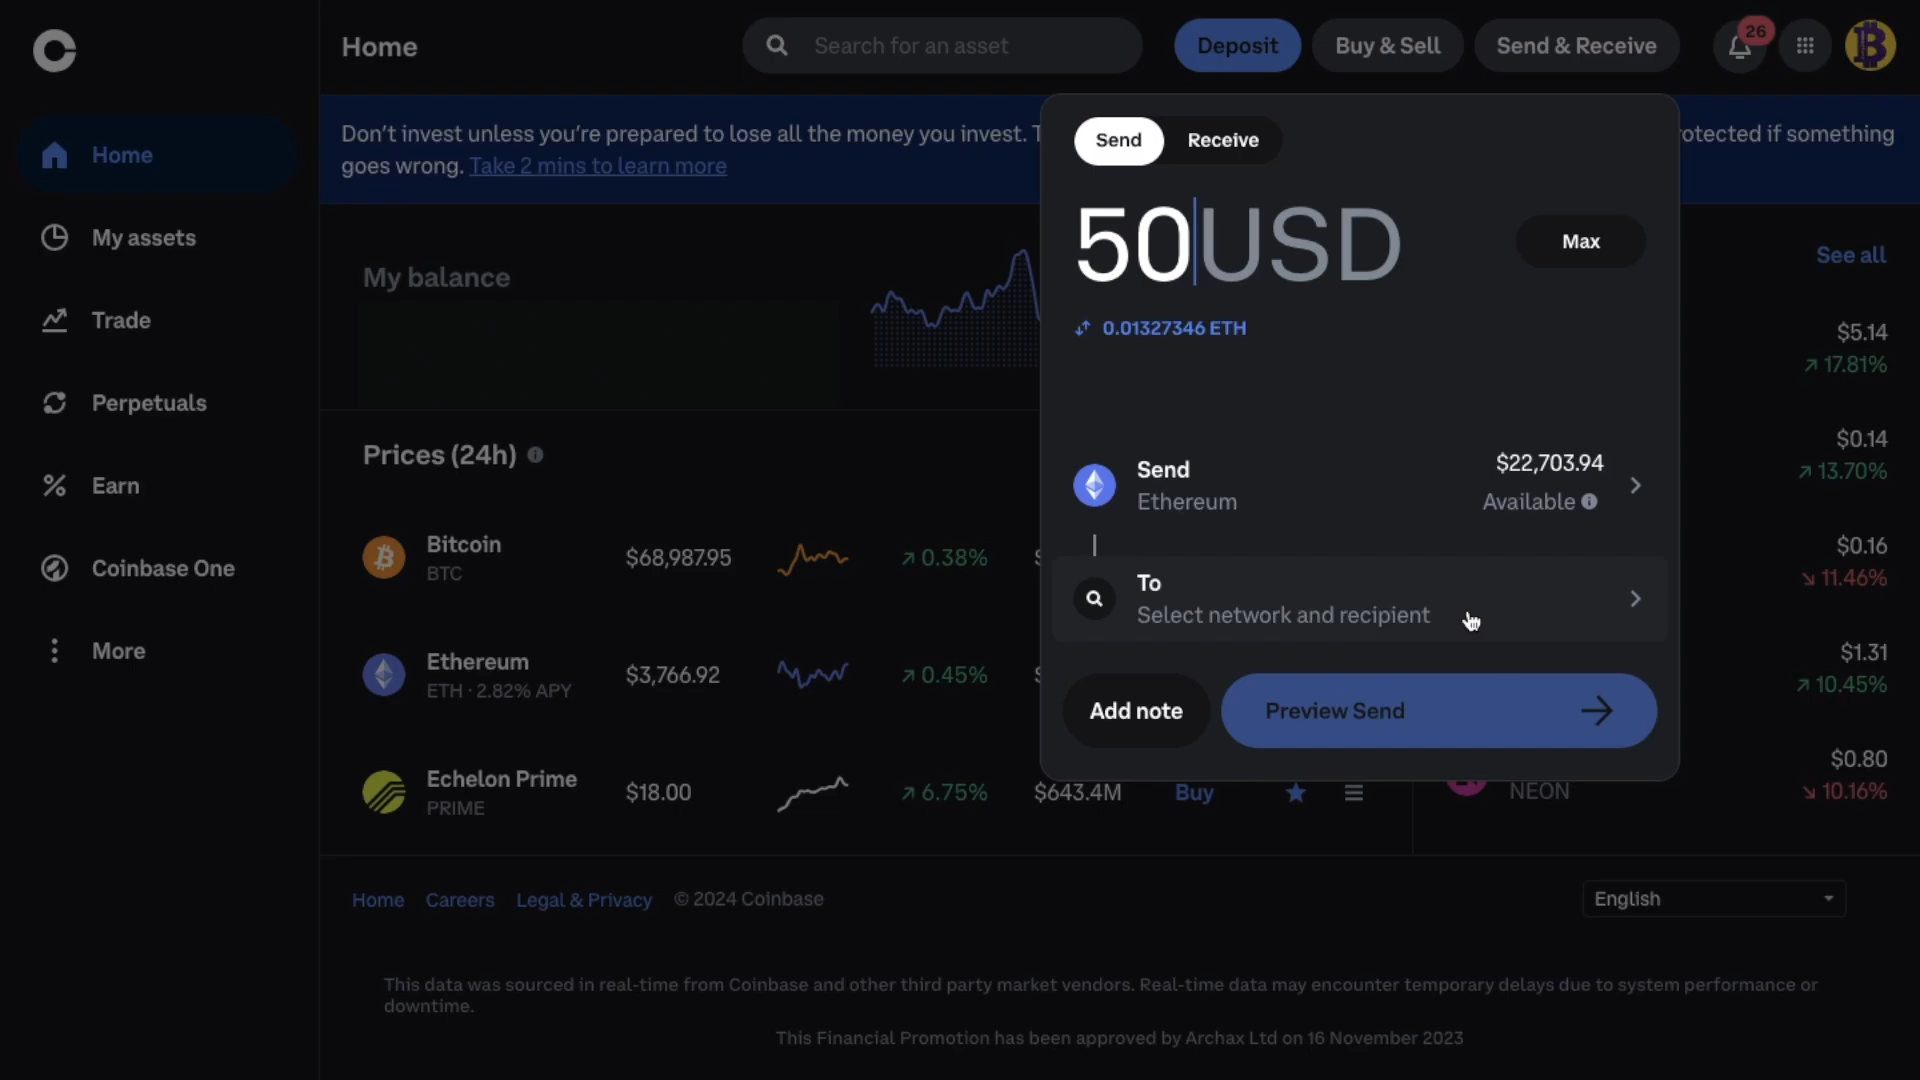 Home
Search for an asset
Deposit
Buy & Sell
Send & Receive
26
Home
My assets
Trade
Perpetuals
Earn
Coinbase One
More
Don't invest unless you're prepared to lose all the money you invest.
otected if something
goes wrong. Take 2 mins to learn more
My balance
See all
Send
Receive
50USD
Max
0.01327346 ETH
Send
Ethereum
$22,703.94
Available
To
Select network and recipient
Add note
Preview Send
Prices (24h)
Bitcoin
BTC
$68,987.95
0.38%
Ethereum
ETH · 2.82% APY
$3,766.92
0.45%
Echelon Prime
PRIME
$18.00
6.75%
$643.4M
Buy
$5.14
17.81%
$0.14
13.70%
$0.16
11.46%
$1.31
10.45%
NEON
$0.80
10.16%
Home
Careers
Legal & Privacy
© 2024 Coinbase
English
This data was sourced in real-time from Coinbase and other third party market vendors. Real-time data may encounter temporary delays due to system performance or
downtime.
This Financial Promotion has been approved by Archax Ltd on 16 November 2023